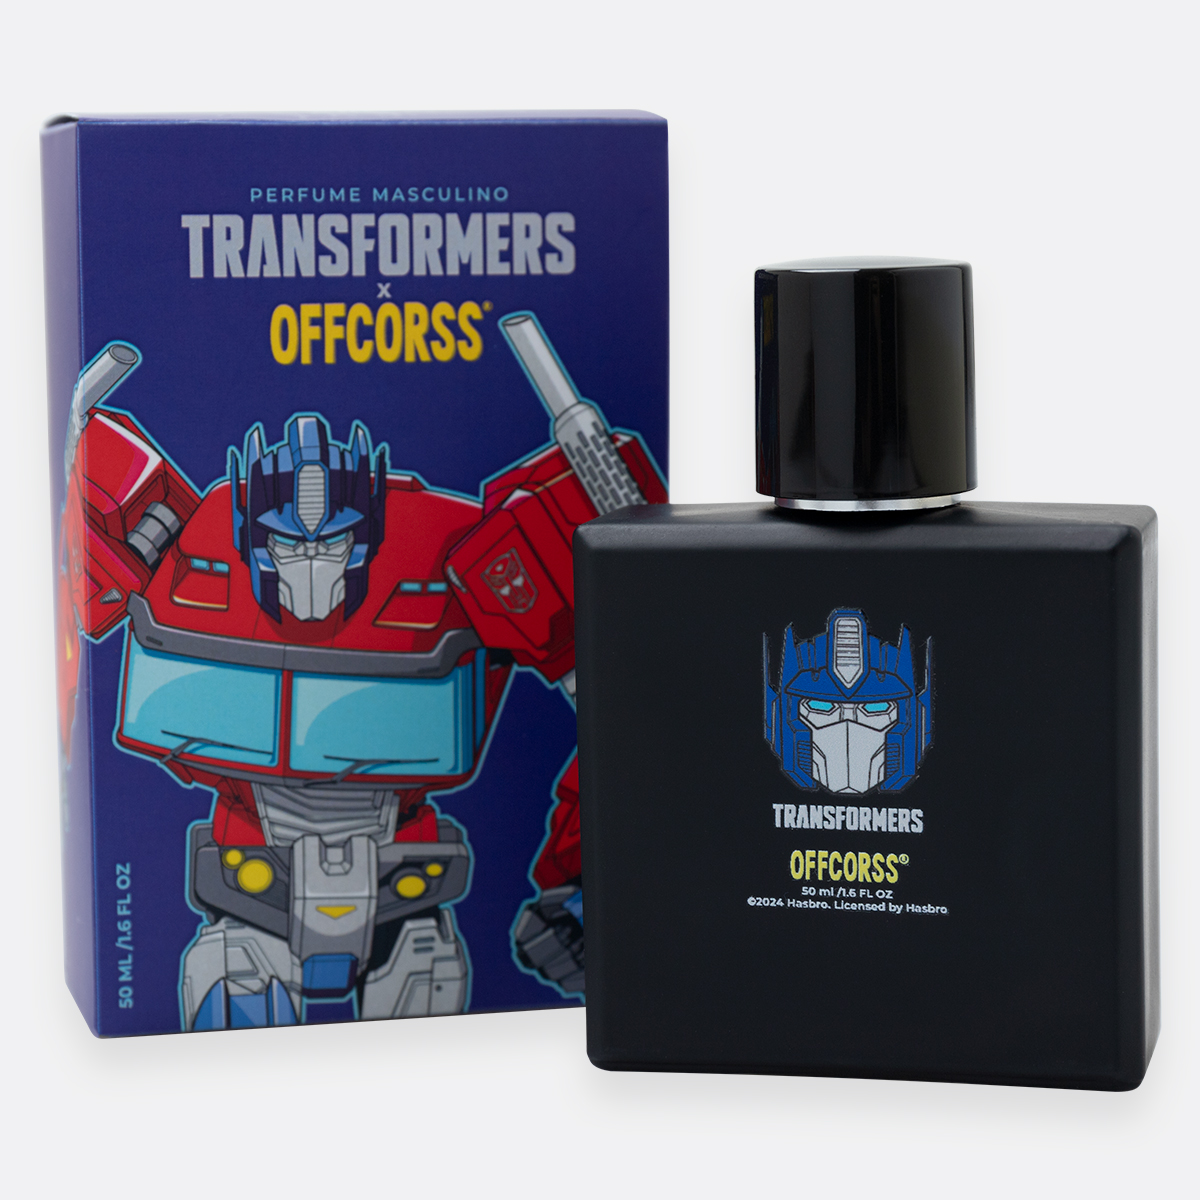 PERFUME MASCULINO
TRANSFORMERS
X
OFFCORSS®
50 ML /1.6 FL OZ
TRANSFORMERS
OFFCORSS®
50 ml /1.6 FL OZ
©2024 Hasbro. Licensed by Hasbro